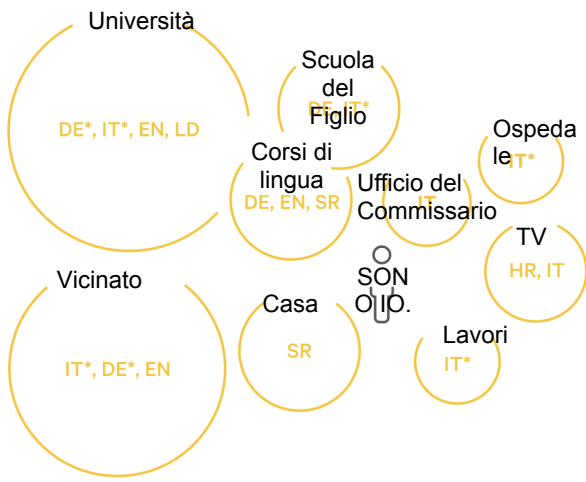 Università
DE*, IT*, EN, LD
Scuola
del
Figlio
DE, IT*
Corsi di
lingua
DE, EN, SR
Ufficio del
Commissario
IT
Ospeda
le
IT*
TV
HR, IT
SON
O IO.
Vicinato
IT*, DE*, EN
Casa
SR
Lavori
IT*